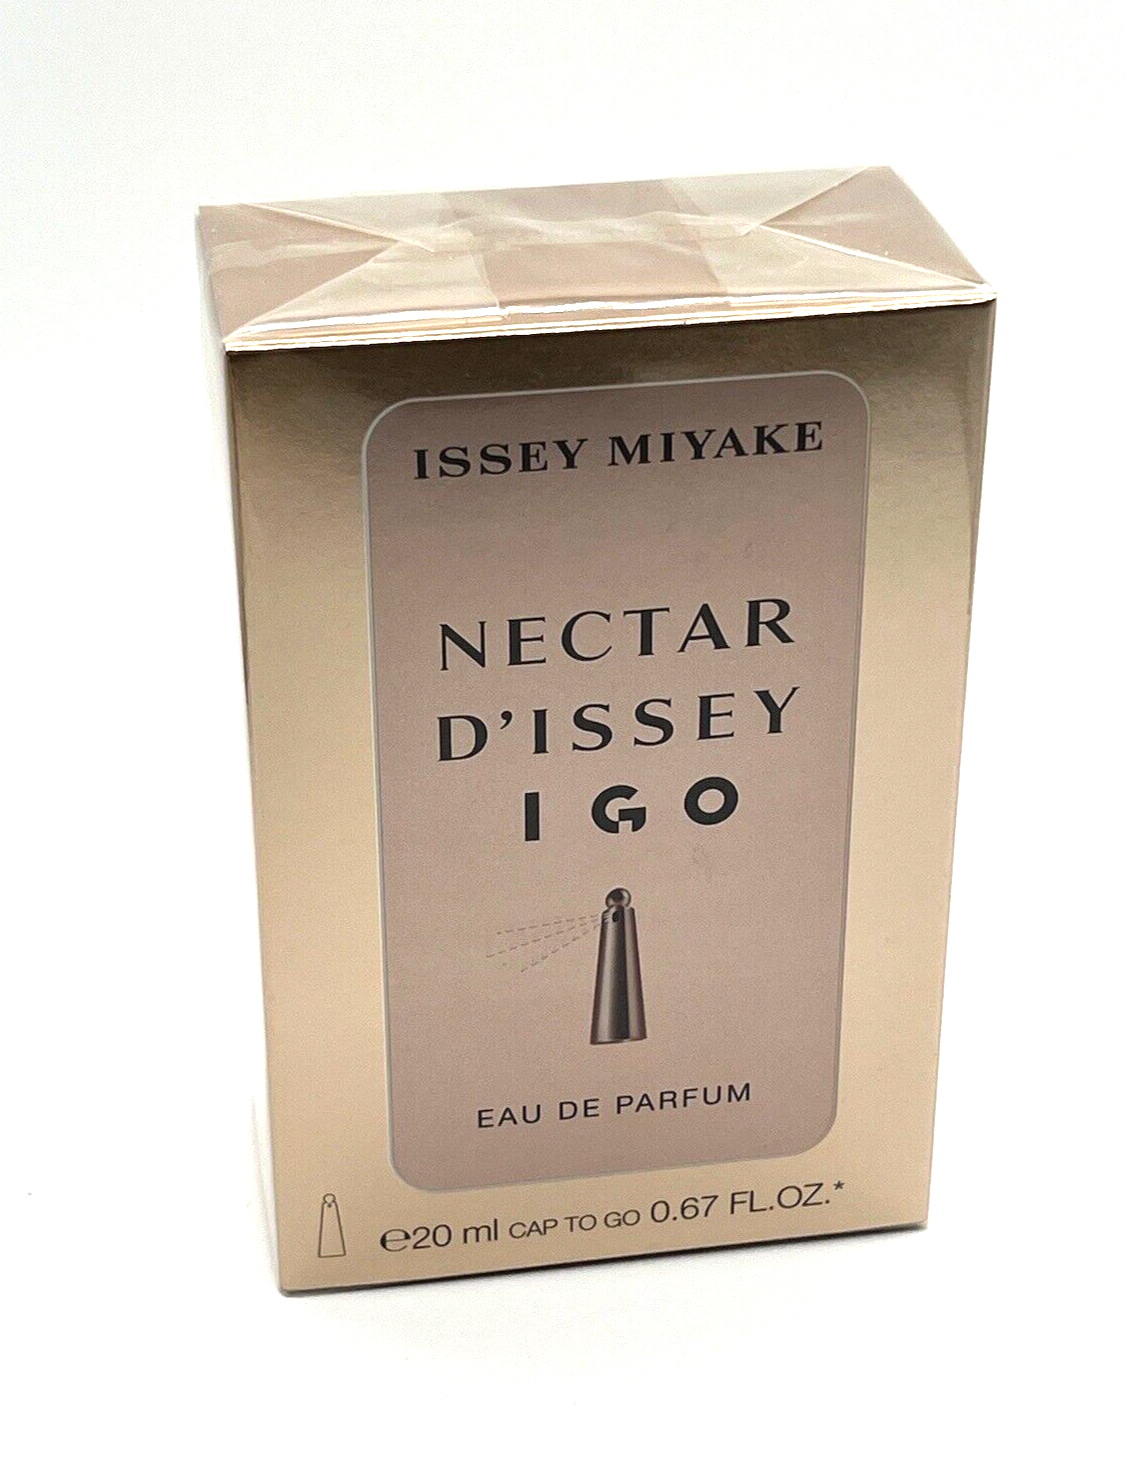 ISSEY MIYAKE
NECTAR
D'ISSEY
IGO
EAU DE PARFUM
℮20 ml CAP TO GO 0.67 FL.OZ.*